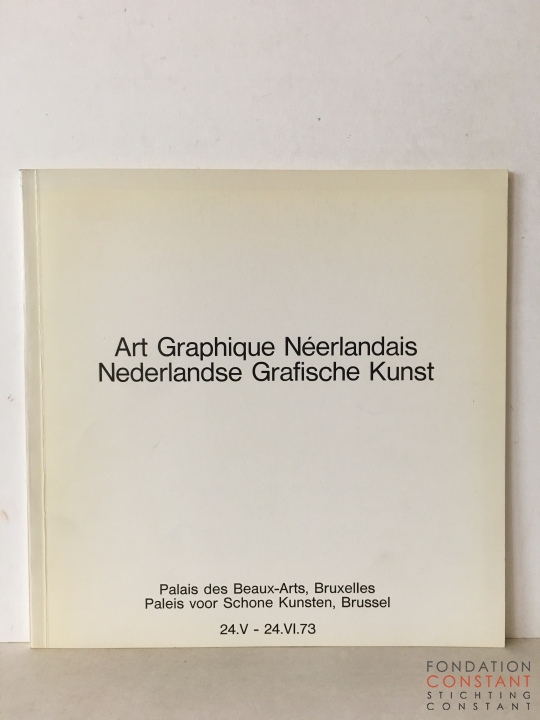 Art Graphique Néerlandais
Nederlandse Grafische Kunst
Palais des Beaux-Arts, Bruxelles
Paleis voor Schone Kunsten, Brussel
24.V - 24.VI.73
FONDATION
CONSTANT
STICHTING
CONSTANT